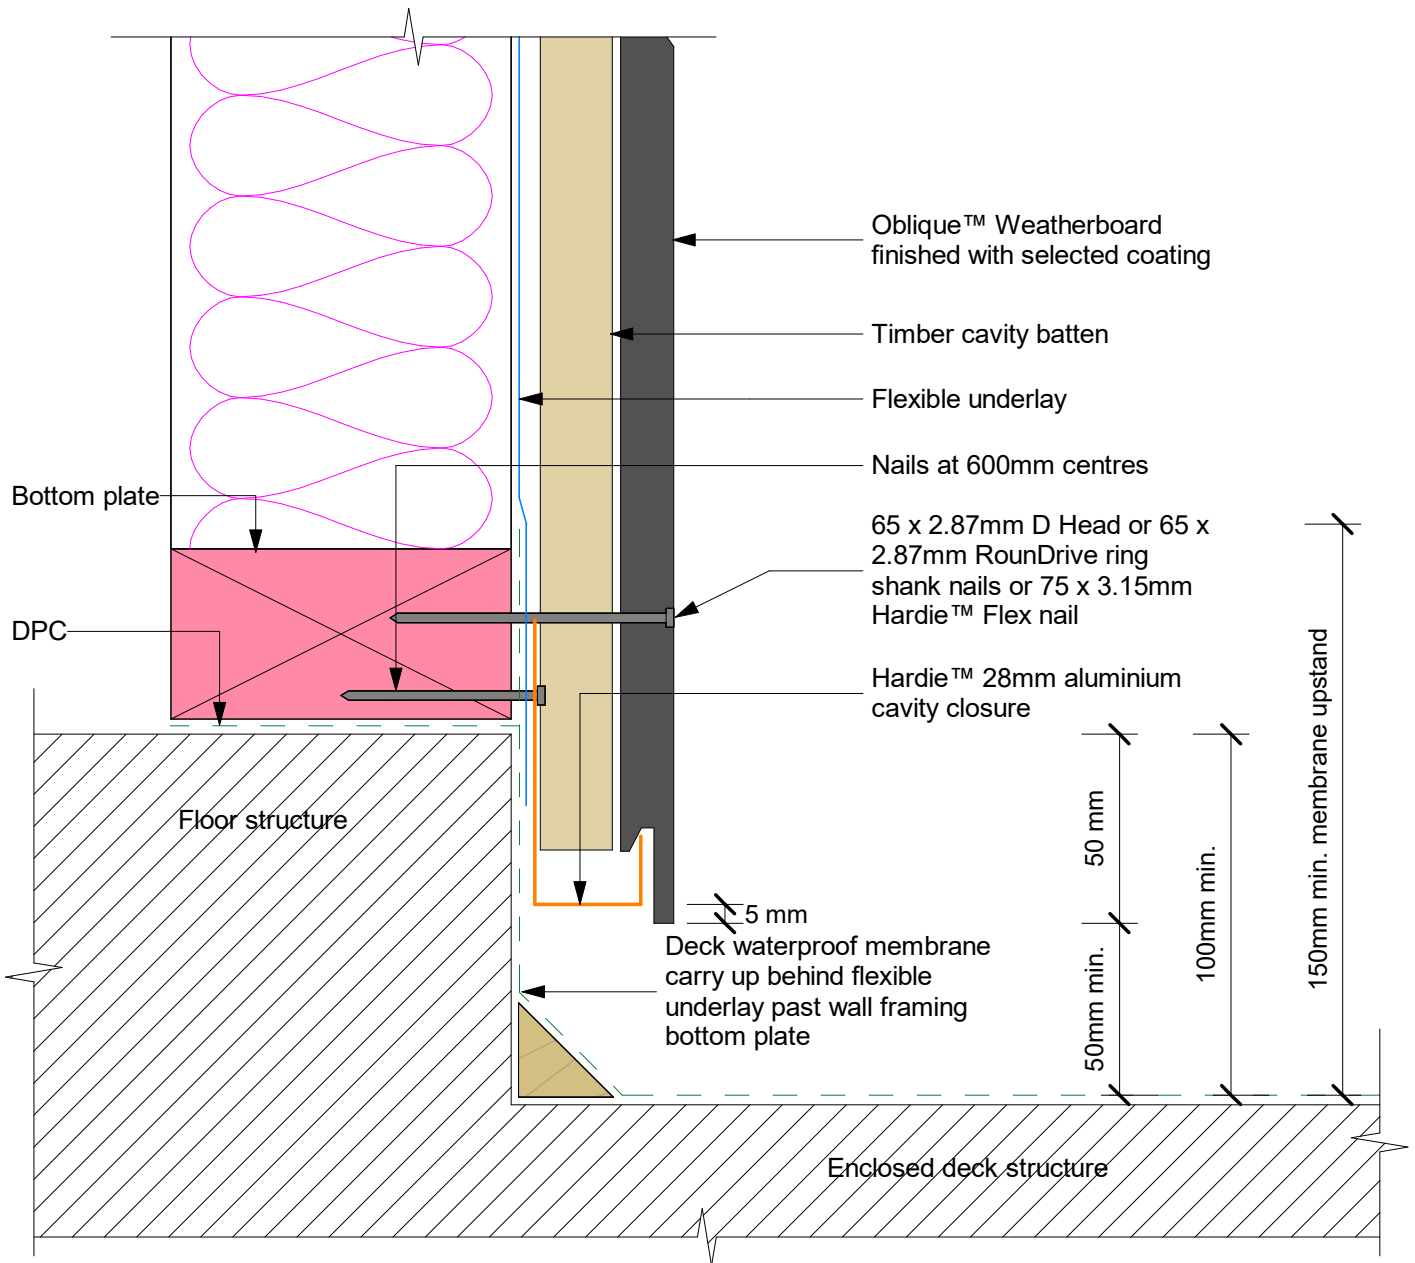 Oblique™ Weatherboard
finished with selected coating
Timber cavity batten
Flexible underlay
Nails at 600mm centres
Bottom plate
65 x 2.87mm D Head or 65 x
2.87mm RounDrive ring
shank nails or 75 x 3.15mm
Hardie™ Flex nail
DPC
Hardie™ 28mm aluminium
cavity closure
Floor structure
50 mm
100mm min.
150mm min. membrane upstand
5 mm
Deck waterproof membrane
carry up behind flexible
underlay past wall framing
bottom plate
50mm min.
Enclosed deck structure